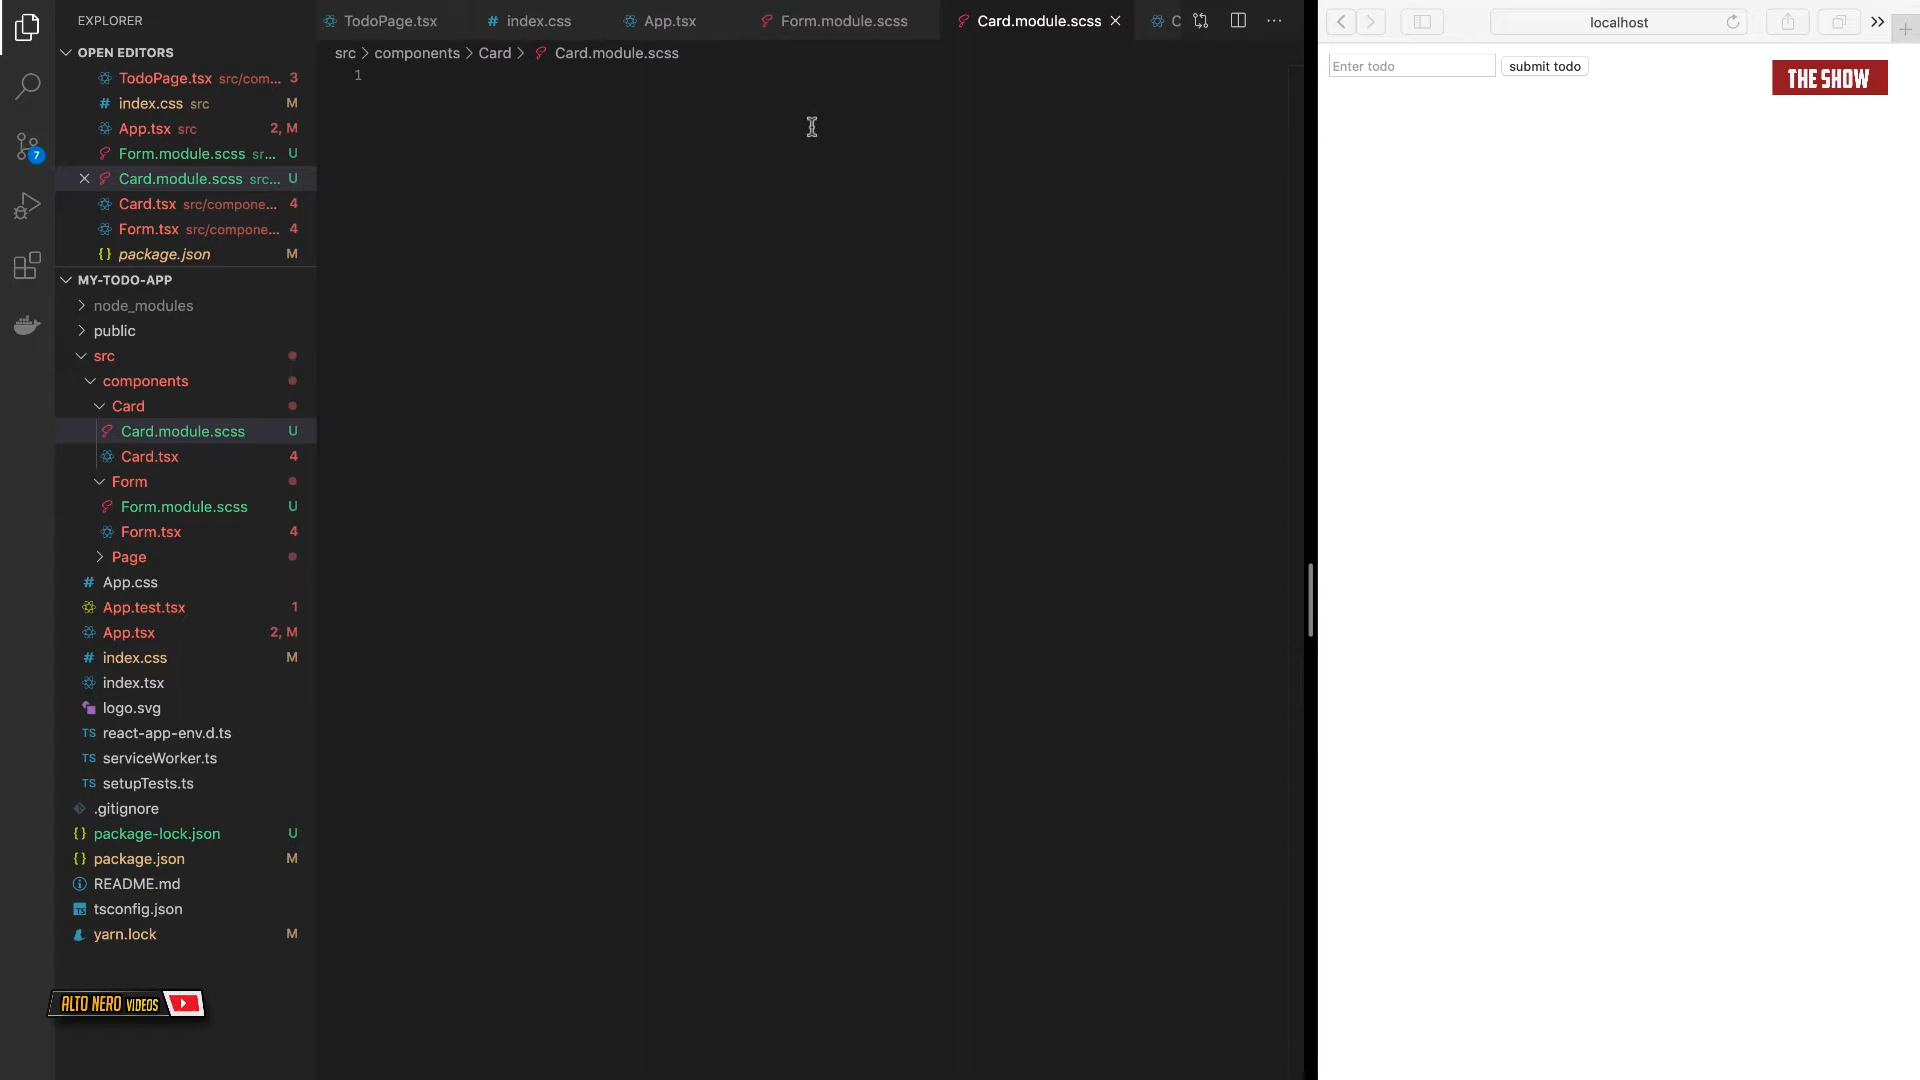 EXPLORER
OPEN EDITORS
TodoPage.tsx src/com... 3
index.css src M
App.tsx src 2, M
Form.module.scss sr... U
Card.module.scss src... U
Card.tsx src/compone... 4
Form.tsx src/compone... 4
package.json M
MY-TODO-APP
node_modules
public
src
components
Card
Card.module.scss U
Card.tsx 4
Form
Form.module.scss U
Form.tsx 4
Page
App.css
App.test.tsx 1
App.tsx 2, M
index.css M
index.tsx
logo.svg
react-app-env.d.ts
serviceWorker.ts
setupTests.ts
.gitignore
package-lock.json U
package.json M
README.md
tsconfig.json
yarn.lock M
7
ALTO NERO VIDEOS
TodoPage.tsx index.css App.tsx Form.module.scss Card.module.scss C
src > components > Card > Card.module.scss
1
localhost
Enter todo submit todo
THE SHOW